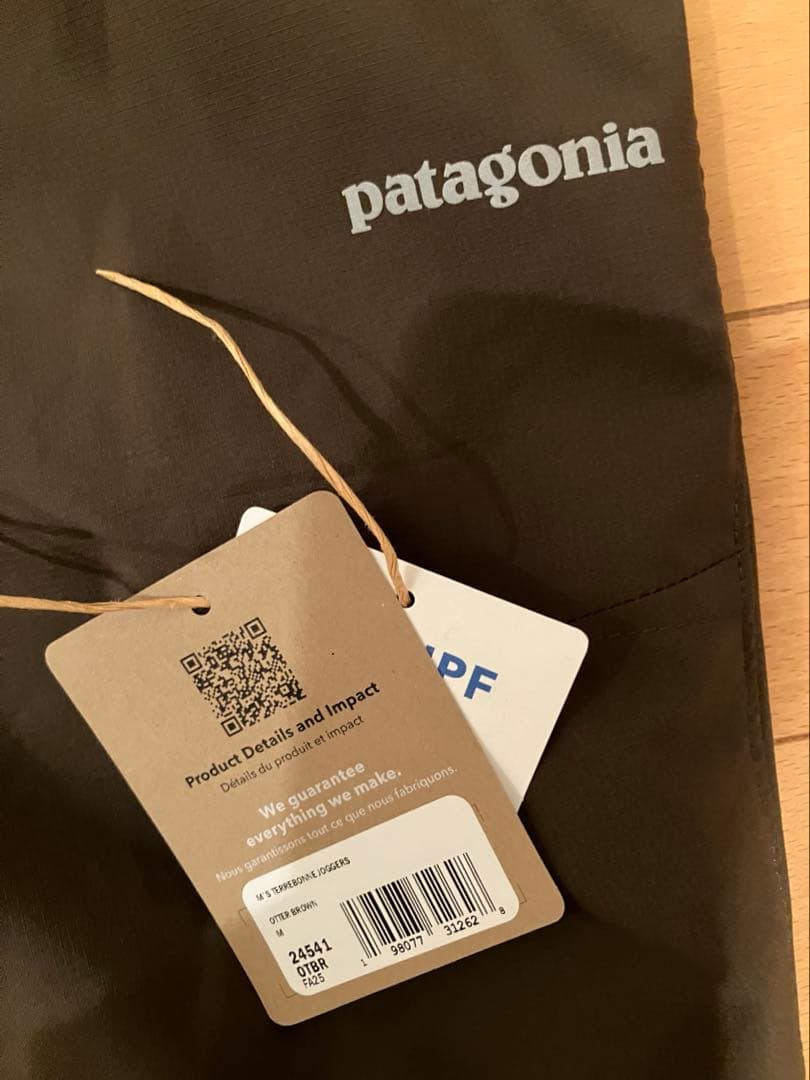 patagonia
UPF
Product Details and Impact
Détails du produit et impact
We guarantee
everything we make.
Nous garantissons tout ce que nous fabriquons.
M'S TERREBONNE JOGGERS
OTTER BROWN
M
24541
OTBR
FA25
1 98077 31262 8